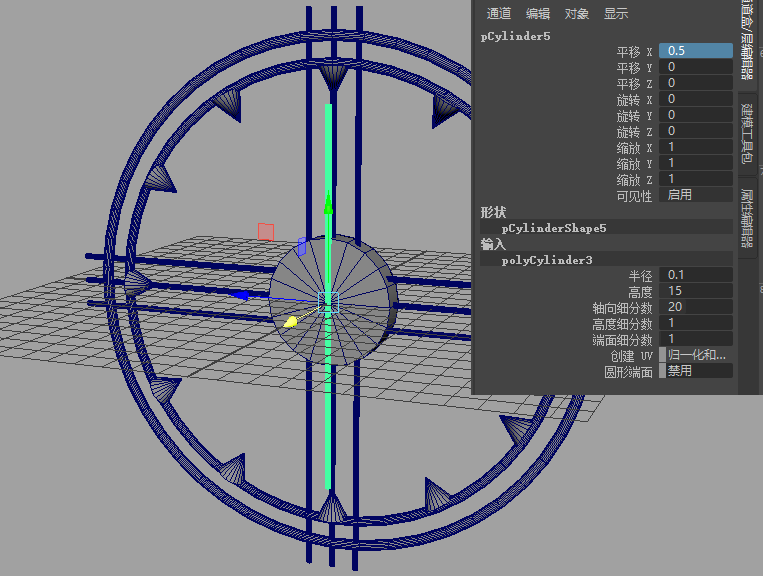 通道 编辑 对象 显示
pCylinder5
平移 X 0.5
平移 Y 0
平移 Z 0
旋转 X 0
旋转 Y 0
旋转 Z 0
缩放 X 1
缩放 Y 1
缩放 Z 1
可见性 启用
形状
pCylinderShape5
输入
polyCylinder3
半径 0.1
高度 15
轴向细分数 20
高度细分数 1
端面细分数 1
创建 UV 归一化和...
圆形端面 禁用
通道盒/层编辑器
建模工具包
属性编辑器